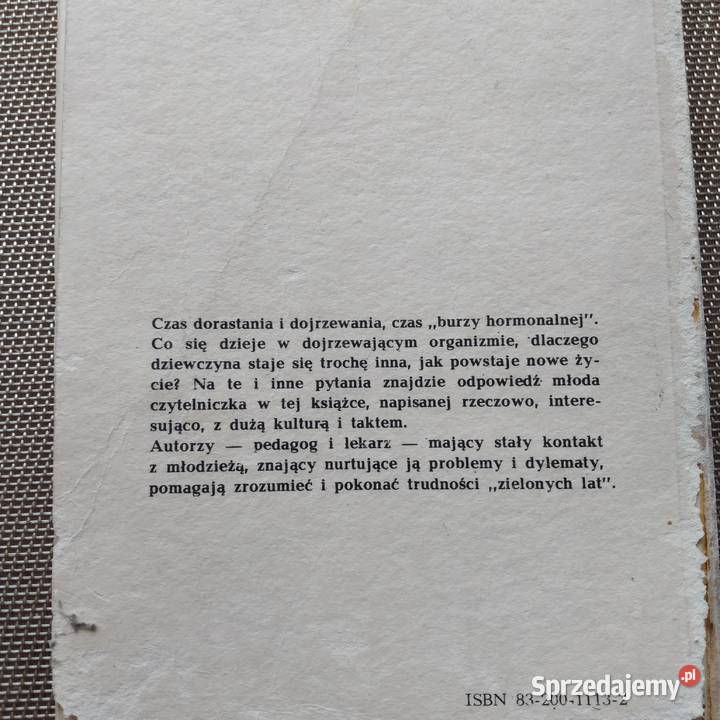 Czas dorastania i dojrzewania, czas „burzy hormonalnej".
Co się dzieje w dojrzewającym organizmie, dlaczego
dziewczyna staje się trochę inna, jak powstaje nowe ży-
cie? Na te i inne pytania znajdzie odpowiedź młoda
czytelniczka w tej książce, napisanej rzeczowo, intere-
sująco, z dużą kulturą i taktem.
Autorzy — pedagog i lekarz — mający stały kontakt
z młodzieżą, znający nurtujące ją problemy i dylematy,
pomagają zrozumieć i pokonać trudności „zielonych lat".
ISBN 83-200-1113-2
Sprzedajemy.pl